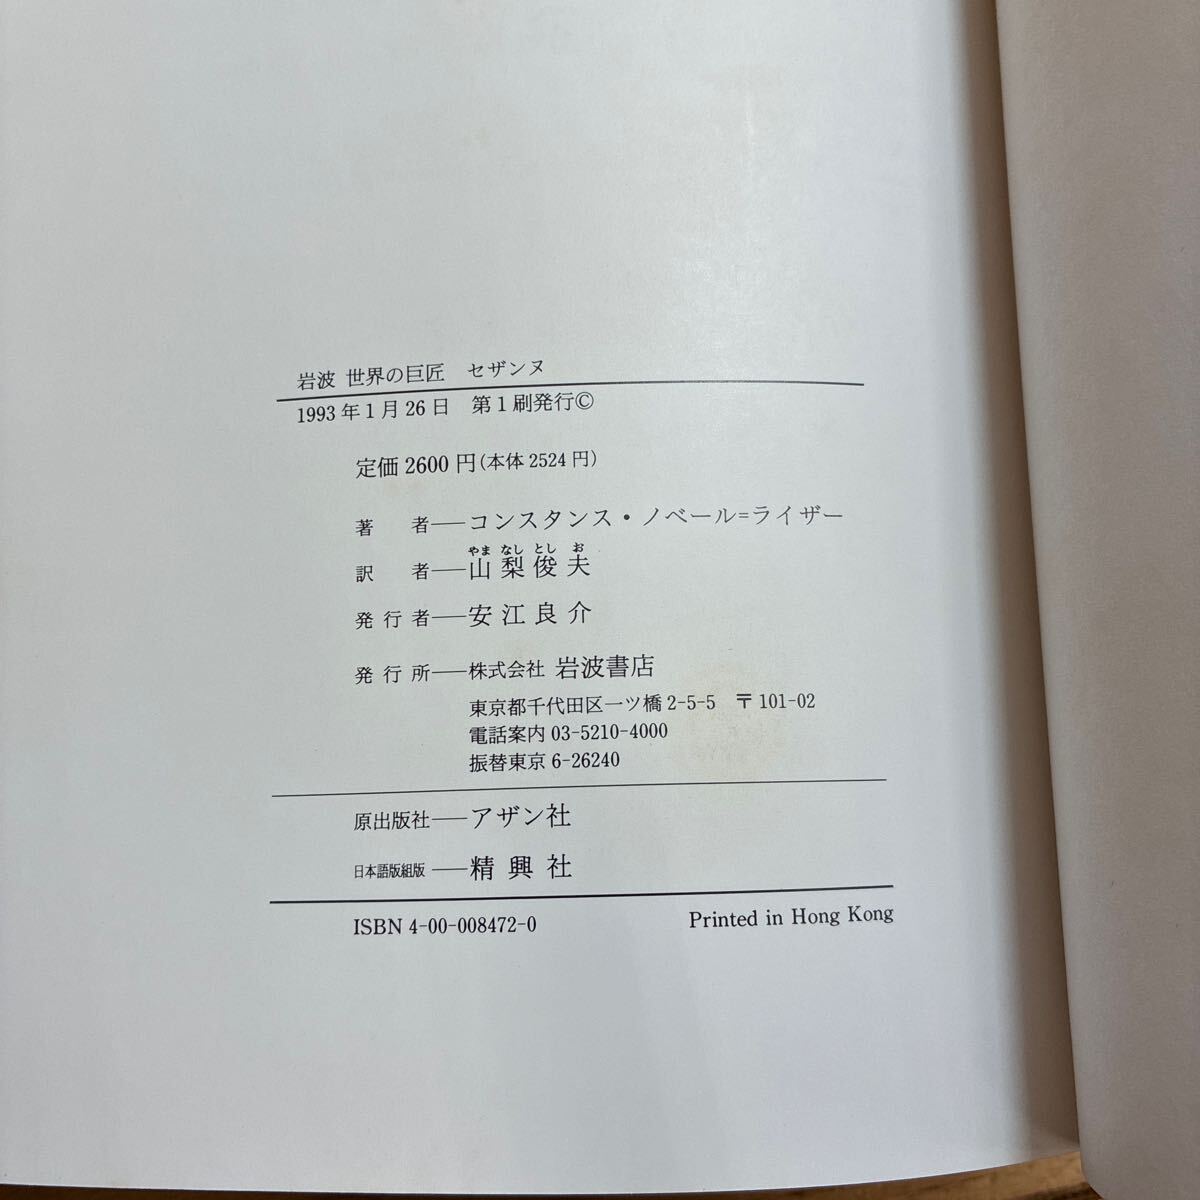 岩波 世界の巨匠　セザンヌ
1993年1月26日　第1刷発行©
定価2600円(本体2524円)
著　者——コンスタンス・ノベール=ライザー
やま なし とし お
訳　者——山梨俊夫
発行者——安江良介
発行所——株式会社 岩波書店
東京都千代田区一ツ橋2-5-5　〒101-02
電話案内03-5210-4000
振替東京6-26240
原出版社——アザン社
日本語版組版——精興社
ISBN4-00-008472-0　Printed in Hong Kong